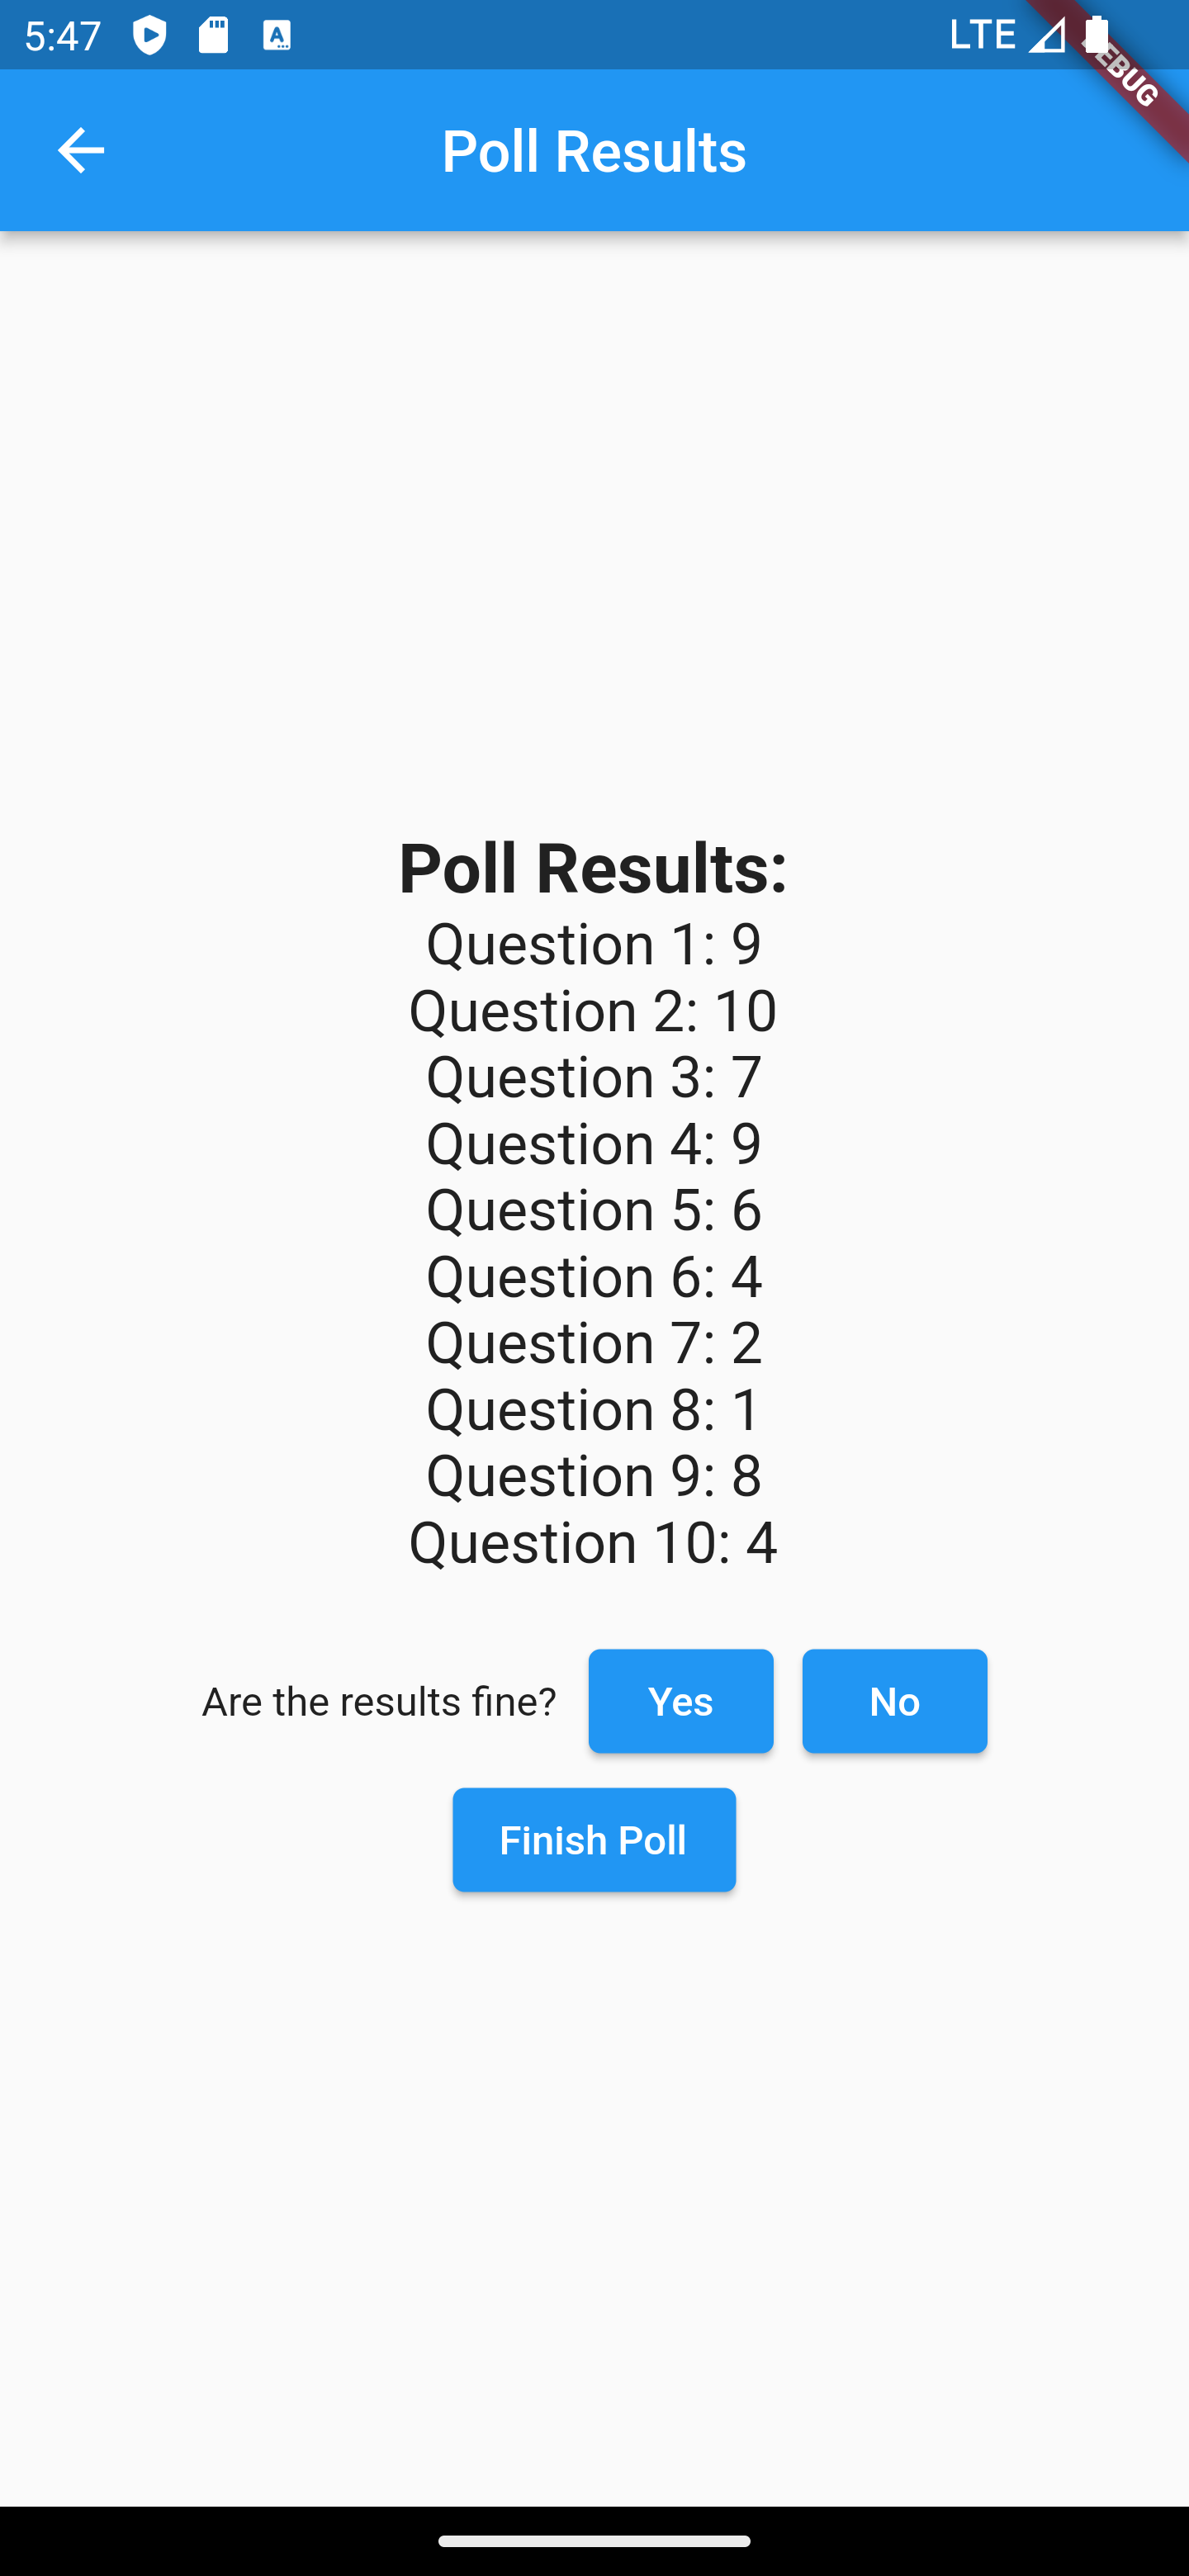 5:47
LTE
DEBUG
Poll Results
Poll Results:
Question 1: 9
Question 2: 10
Question 3: 7
Question 4: 9
Question 5: 6
Question 6: 4
Question 7: 2
Question 8: 1
Question 9: 8
Question 10: 4
Are the results fine? Yes No
Finish Poll